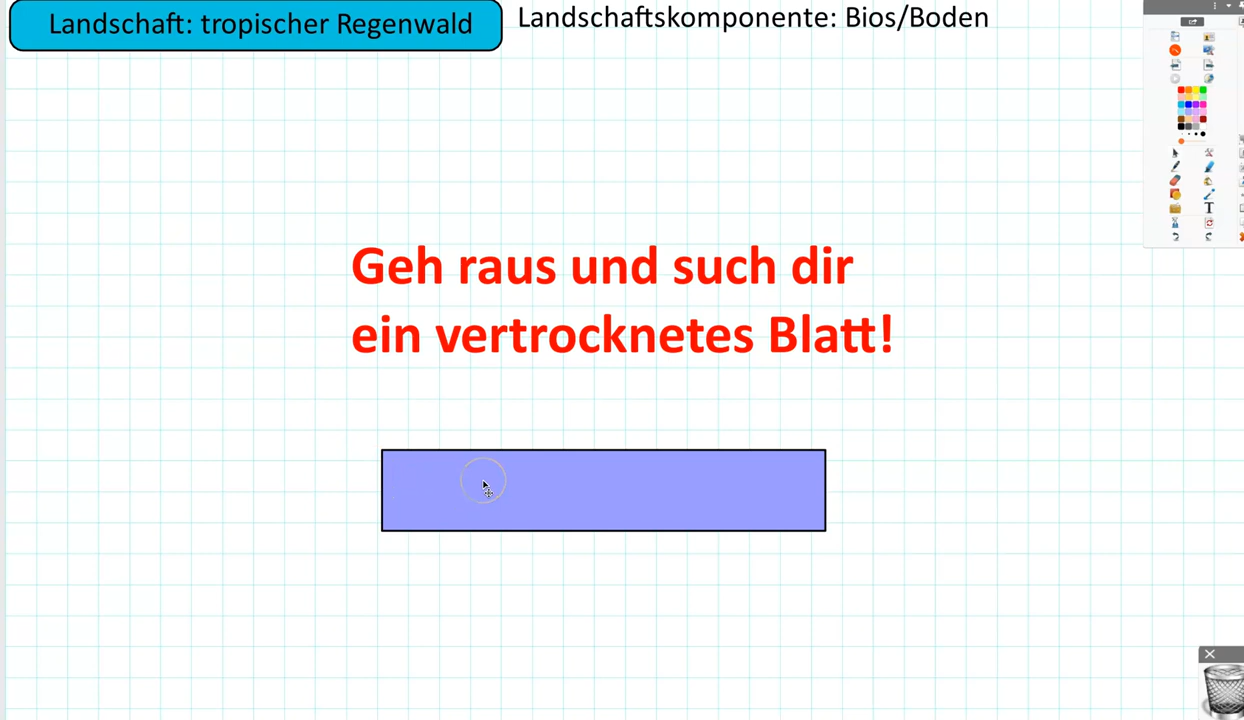 Landschaft: tropischer Regenwald
Landschaftskomponente: Bios/Boden
Geh raus und such dir
ein vertrocknetes Blatt!